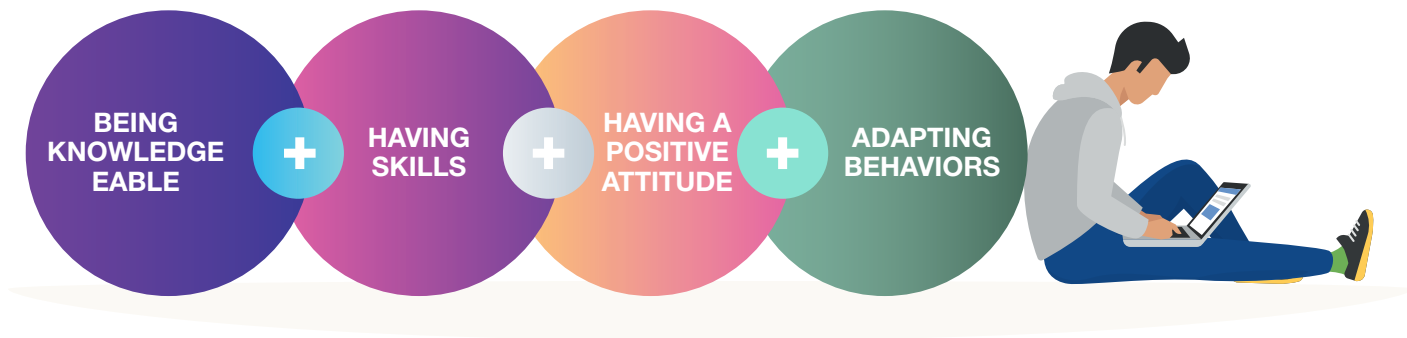 BEING
KNOWLEDGE
EABLE
+
HAVING
SKILLS
+
HAVING A
POSITIVE
ATTITUDE
+
ADAPTING
BEHAVIORS